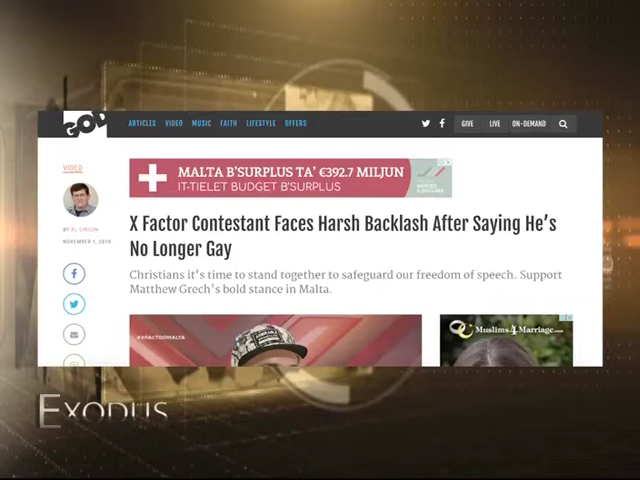 GOD
ARTICLES VIDEO MUSIC FAITH LIFESTYLE OFFERS
GIVE LIVE ON-DEMAND
VIDEO
MALTA B'SURPLUS TA' €392.7 MILJUN
IT-TIELET BUDGET B'SURPLUS
BY
NOVEMBER 1, 2018
X Factor Contestant Faces Harsh Backlash After Saying He's
No Longer Gay
Christians it's time to stand together to safeguard our freedom of speech. Support
Matthew Grech's bold stance in Malta.
#XFACTORMALTA
Muslims4Marriage.com
EXODUS